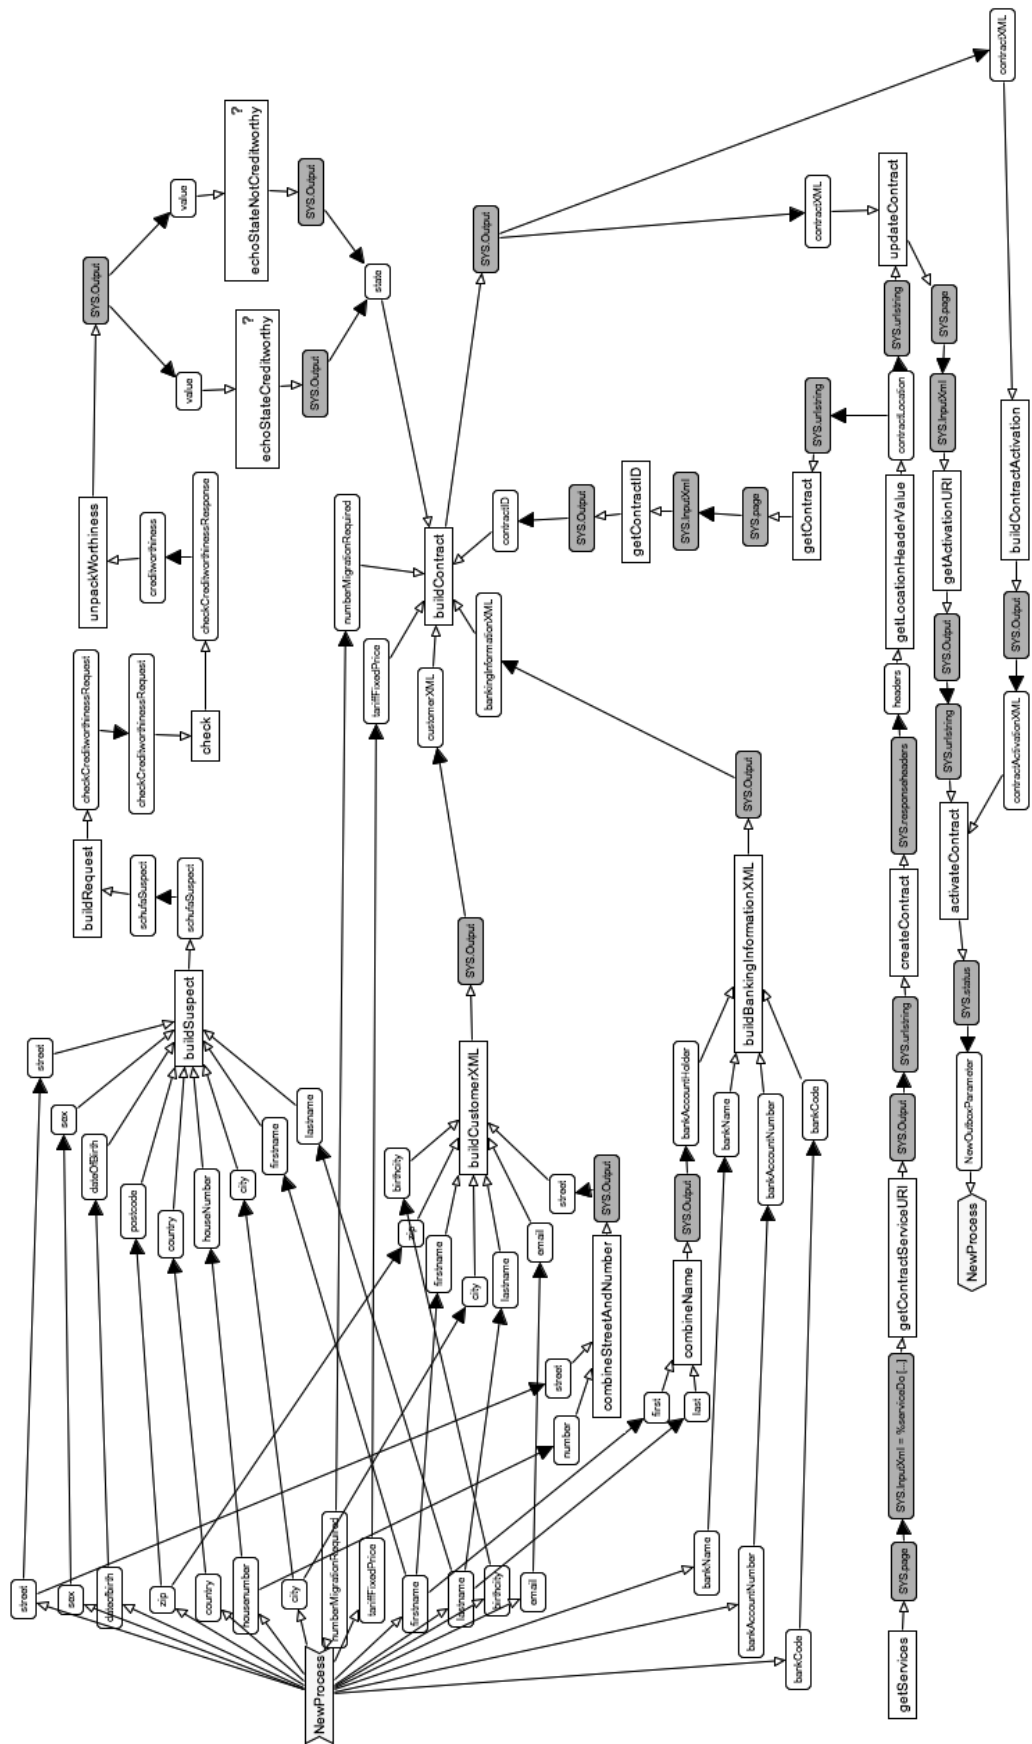 NewProcess
street
sex
dateofbirth
zip
country
housenumber
city
numberMigrationRequired
tariffFixedPrice
firstname
lastname
birthcity
email
bankName
bankAccountNumber
bankCode
street
sex
dateOfBirth
postcode
country
houseNumber
city
firstname
lastname
buildSuspect
schufaSuspect
schufaSuspect
buildRequest
checkCreditworthinessRequest
checkCreditworthinessRequest
check
checkCreditworthinessResponse
creditworthiness
unpackWorthiness
SYS.Output
value
value
?
echoStateCreditworthy
?
echoStateNotCreditworthy
SYS.Output
SYS.Output
state
number
street
combineStreetAndNumber
SYS.Output
street
birthcity
zip
firstname
city
lastname
email
buildCustomerXML
SYS.Output
customerXML
first
last
combineName
SYS.Output
bankAccountHolder
bankName
bankAccountNumber
bankCode
buildBankingInformationXML
SYS.Output
bankingInformationXML
numberMigrationRequired
tariffFixedPrice
contractID
buildContract
SYS.Output
contractXML
contractXML
getServices
SYS.page
SYS.InputXml = %serviceDo [...]
getContractServiceURI
SYS.Output
SYS.urlstring
createContract
SYS.responseheaders
headers
getLocationHeaderValue
contractLocation
SYS.urlstring
getContract
SYS.page
SYS.InputXml
getContractID
SYS.Output
SYS.urlstring
updateContract
SYS.page
SYS.InputXml
getActivationURI
SYS.Output
SYS.urlstring
buildContractActivation
SYS.Output
contractActivationXML
activateContract
SYS.status
NewOutboxParameter
NewProcess